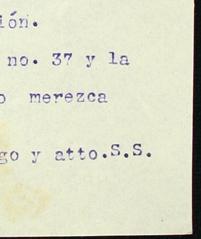 ión.
no. 37 y la
o merezca
go y atto.S.S.